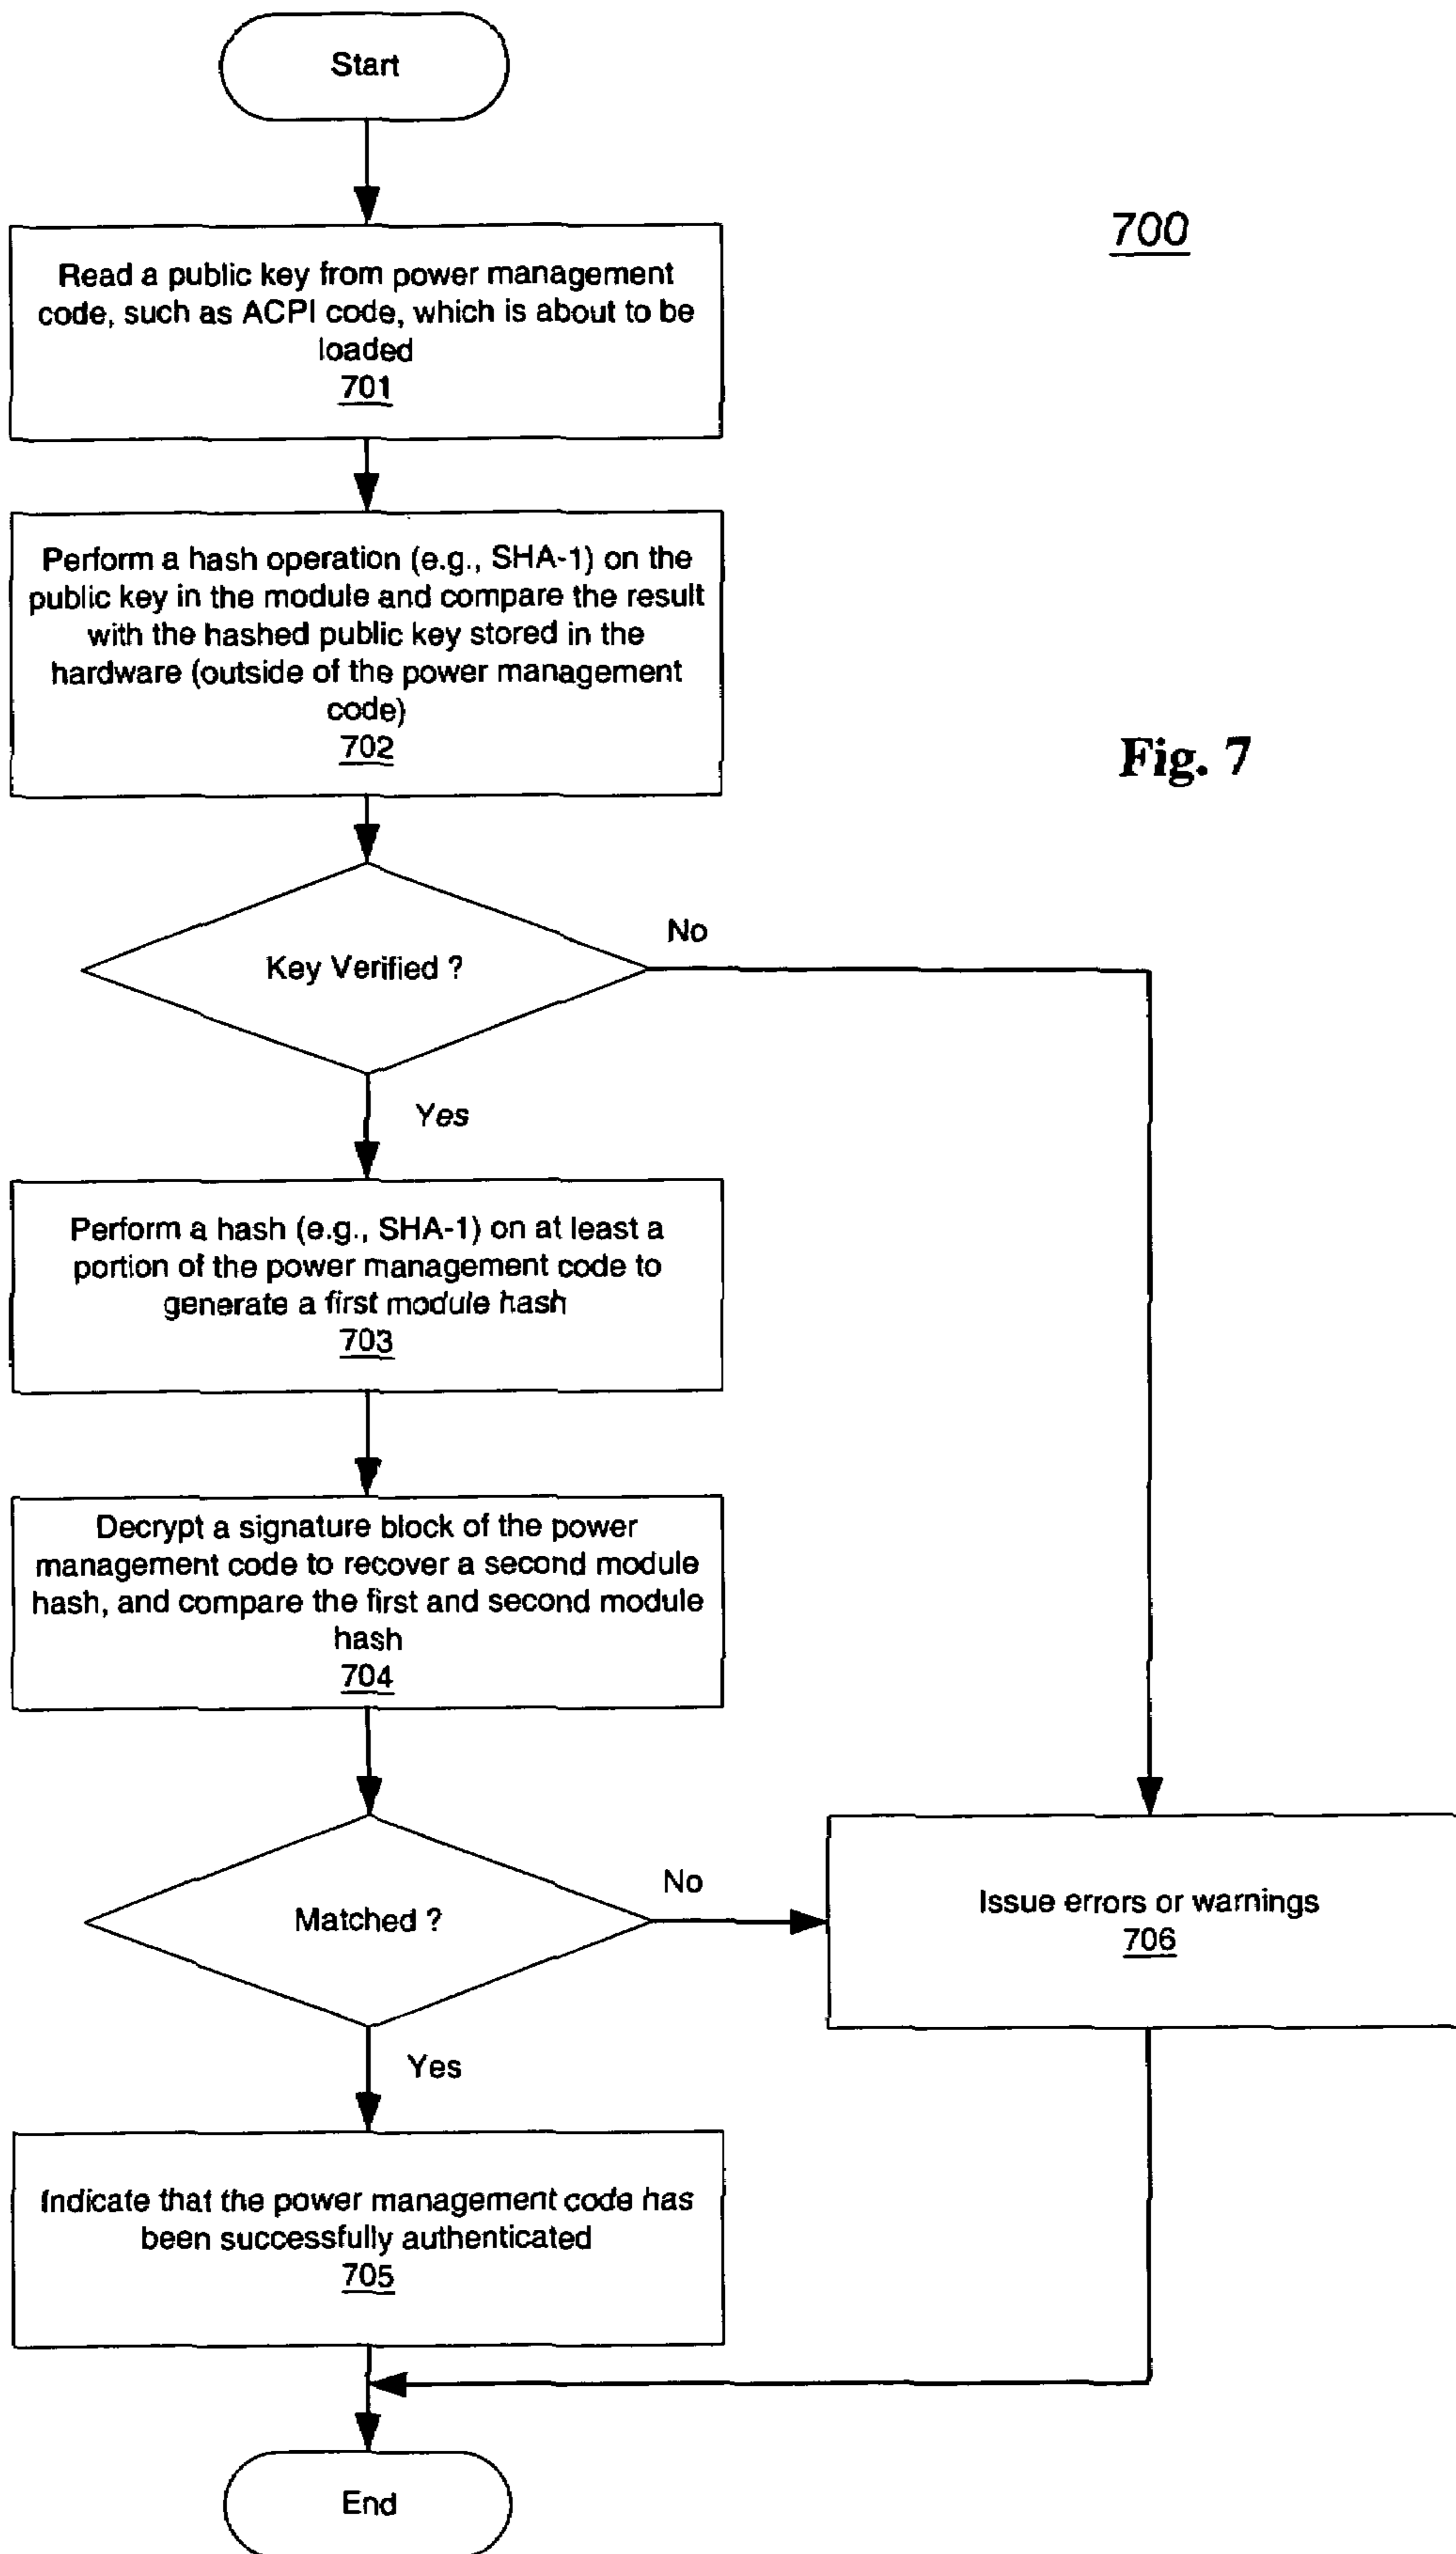 Start
700
Read a public key from power management
code, such as ACPI code, which is about to be
loaded
701
Perform a hash operation (e.g., SHA-1) on the
public key in the module and compare the result
with the hashed public key stored in the
hardware (outside of the power management
code)
702
Fig. 7
Key Verified ?
No
Yes
Perform a hash (e.g., SHA-1) on at least a
portion of the power management code to
generate a first module hash
703
Decrypt a signature block of the power
management code to recover a second module
hash, and compare the first and second module
hash
704
Matched ?
No
Issue errors or warnings
706
Yes
Indicate that the power management code has
been successfully authenticated
705
End